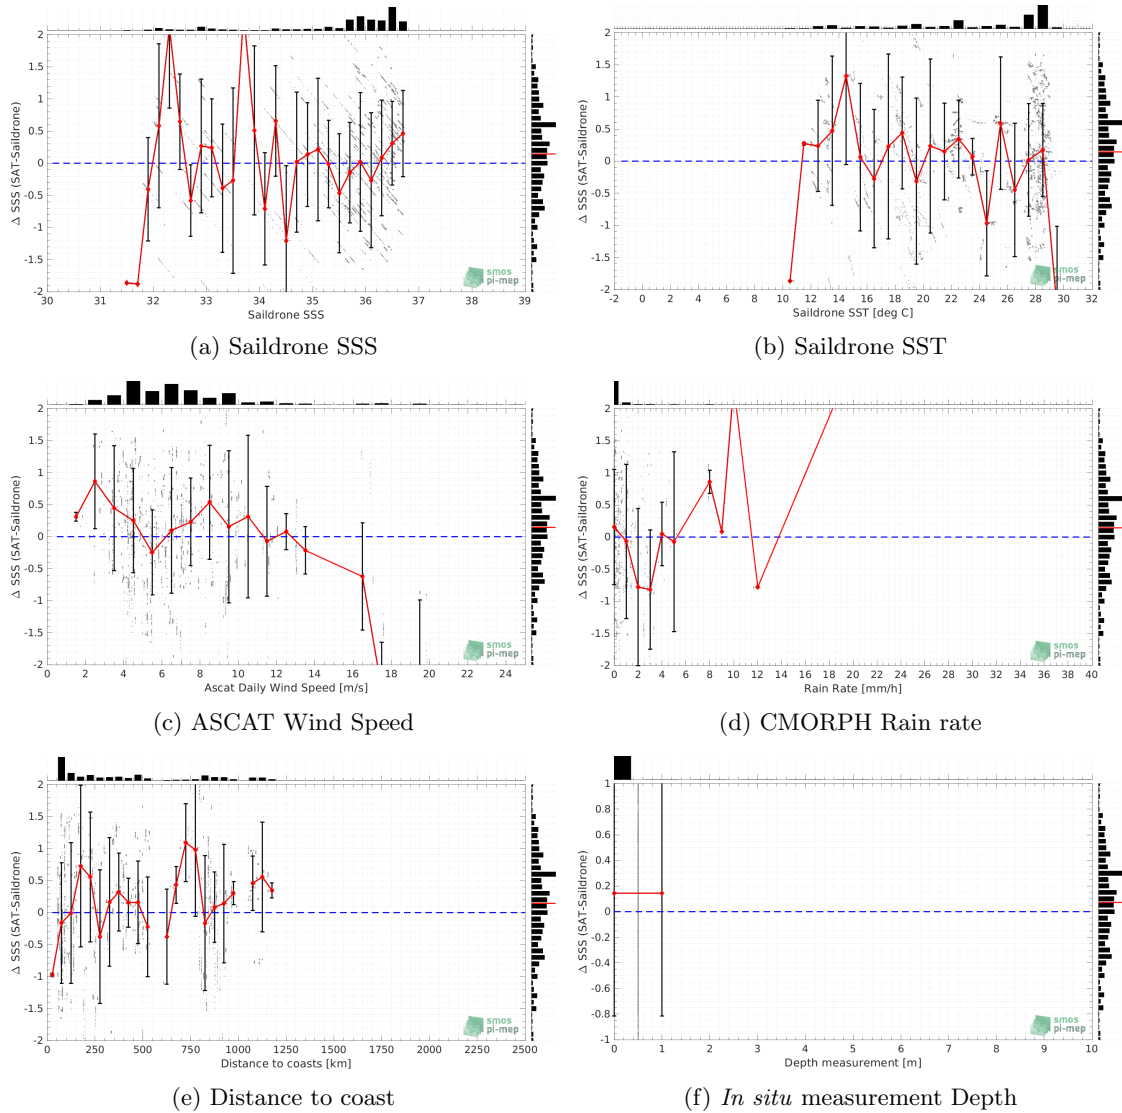 2
1.5
1
0.5
0
-0.5
-1
-1.5
-2
Δ SSS (SAT-Saildrone)
smos
pi-mep
30 31 32 33 34 35 36 37 38 39
Saildrone SSS
(a) Saildrone SSS
2
1.5
1
0.5
0
-0.5
-1
-1.5
-2
Δ SSS (SAT-Saildrone)
smos
pi-mep
-2 0 2 4 6 8 10 12 14 16 18 20 22 24 26 28 30 32
Saildrone SST [deg C]
(b) Saildrone SST
2
1.5
1
0.5
0
-0.5
-1
-1.5
-2
Δ SSS (SAT-Saildrone)
smos
pi-mep
0 2 4 6 8 10 12 14 16 18 20 22 24
Ascat Daily Wind Speed [m/s]
(c) ASCAT Wind Speed
2
1.5
1
0.5
0
-0.5
-1
-1.5
-2
Δ SSS (SAT-Saildrone)
smos
pi-mep
0 2 4 6 8 10 12 14 16 18 20 22 24 26 28 30 32 34 36 38 40
Rain Rate [mm/h]
(d) CMORPH Rain rate
2
1.5
1
0.5
0
-0.5
-1
-1.5
-2
Δ SSS (SAT-Saildrone)
smos
pi-mep
0 250 500 750 1000 1250 1500 1750 2000 2250 2500
Distance to coasts [km]
(e) Distance to coast
1
0.8
0.6
0.4
0.2
0
-0.2
-0.4
-0.6
-0.8
-1
Δ SSS (SAT-Saildrone)
smos
pi-mep
0 1 2 3 4 5 6 7 8 9 10
Depth measurement [m]
(f) In situ measurement Depth